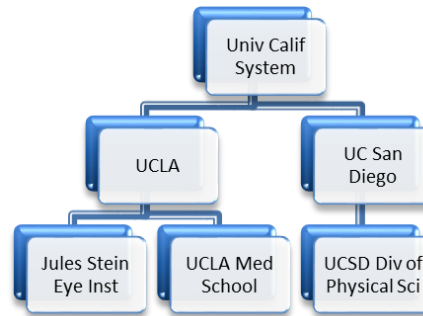 Univ Calif
System
UCLA
UC San
Diego
Jules Stein
Eye Inst
UCLA Med
School
UCSD Div of
Physical Sci